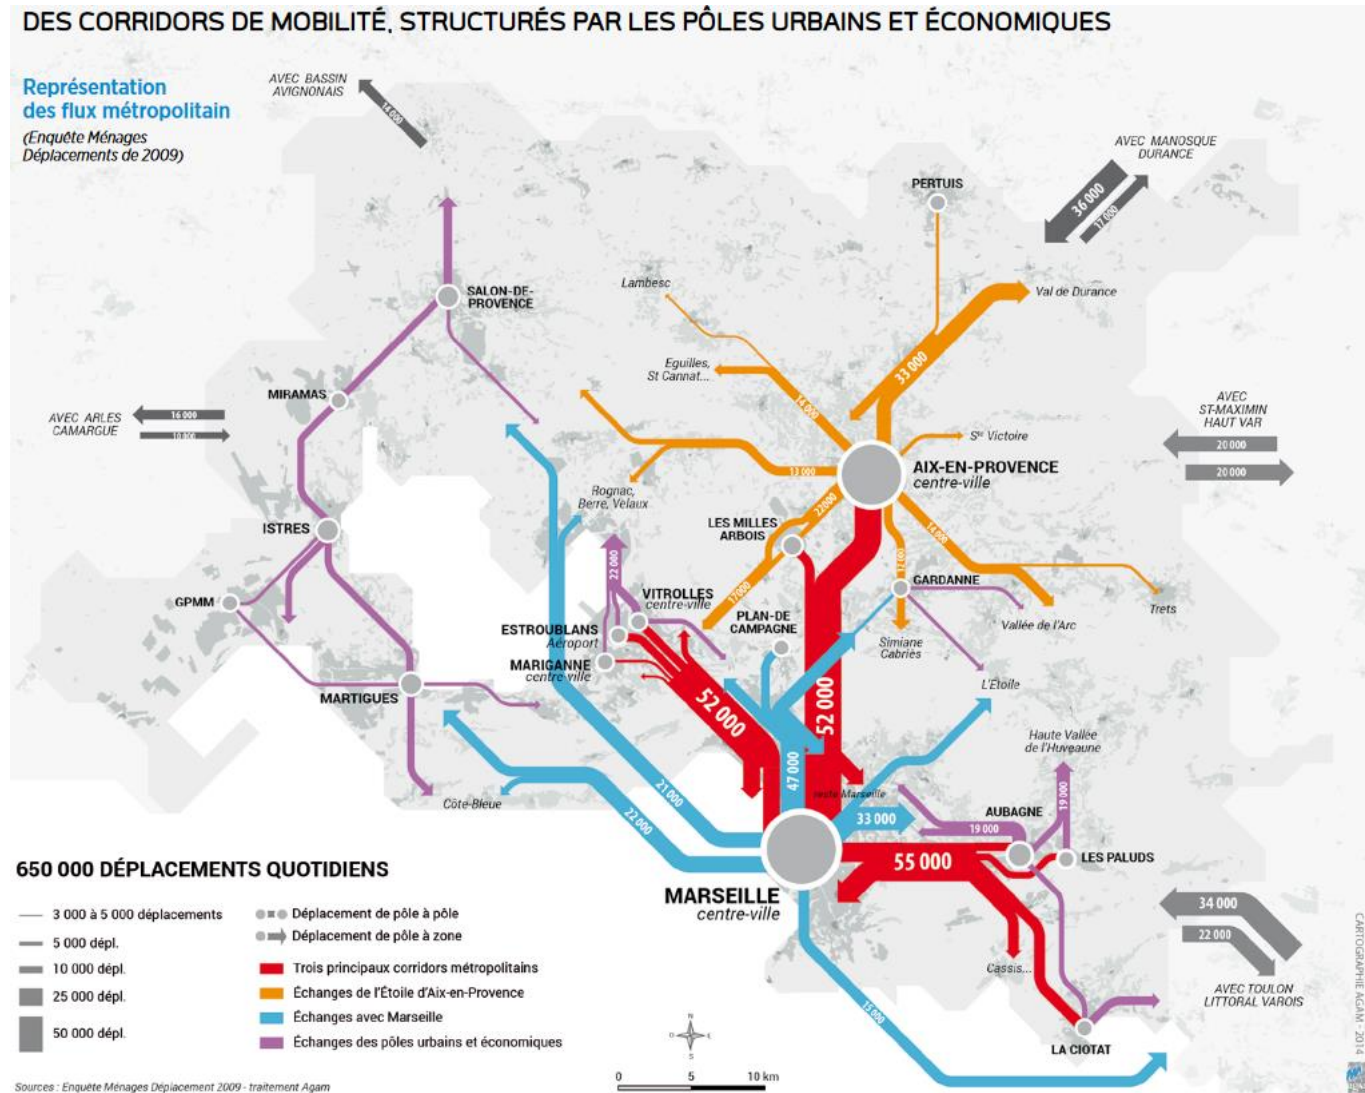 DES CORRIDORS DE MOBILITÉ, STRUCTURÉS PAR LES PÔLES URBAINS ET ÉCONOMIQUES
Représentation
des flux métropolitain
(Enquête Ménages
Déplacements de 2009)
AVEC BASSIN
AVIGNONAIS
14 000
AVEC MANOSQUE
DURANCE
36 000
17 000
PERTUIS
Lambesc
Val de Durance
SALON-DE-
PROVENCE
Eguilles,
St Cannat...
33 000
14 000
MIRAMAS
AVEC ARLES
CAMARGUE
16 000
10 000
AVEC
ST-MAXIMIN
HAUT VAR
20 000
20 000
Ste Victoire
AIX-EN-PROVENCE
centre-ville
13 000
Rognac,
Berre, Velaux
22000
LES MILLES
ARBOIS
14 000
ISTRES
22 000
12 000
GARDANNE
GPMM
VITROLLES
centre-ville
17000
PLAN-DE
CAMPAGNE
Trets
Vallée de l'Arc
ESTROUBLANS
Aéroport
Simiane
Cabriès
MARIGANNE
centre-ville
MARTIGUES
L'Étoile
52 000
52 000
Haute Vallée
de l'Huveaune
47 000
21 000
22 000
Côte-Bleue
reste Marseille
33 000
AUBAGNE
19 000
19 000
LES PALUDS
55 000
MARSEILLE
centre-ville
34 000
22 000
AVEC TOULON
LITTORAL VAROIS
Cassis...
15 000
LA CIOTAT
650 000 DÉPLACEMENTS QUOTIDIENS
3 000 à 5 000 déplacements
5 000 dépl.
10 000 dépl.
25 000 dépl.
50 000 dépl.
Déplacement de pôle à pôle
Déplacement de pôle à zone
Trois principaux corridors métropolitains
Échanges de l'Étoile d'Aix-en-Provence
Échanges avec Marseille
Échanges des pôles urbains et économiques
N
O
E
S
0
5
10 km
Sources : Enquête Ménages Déplacement 2009 - traitement Agam
CARTOGRAPHIE AGAM - 2014